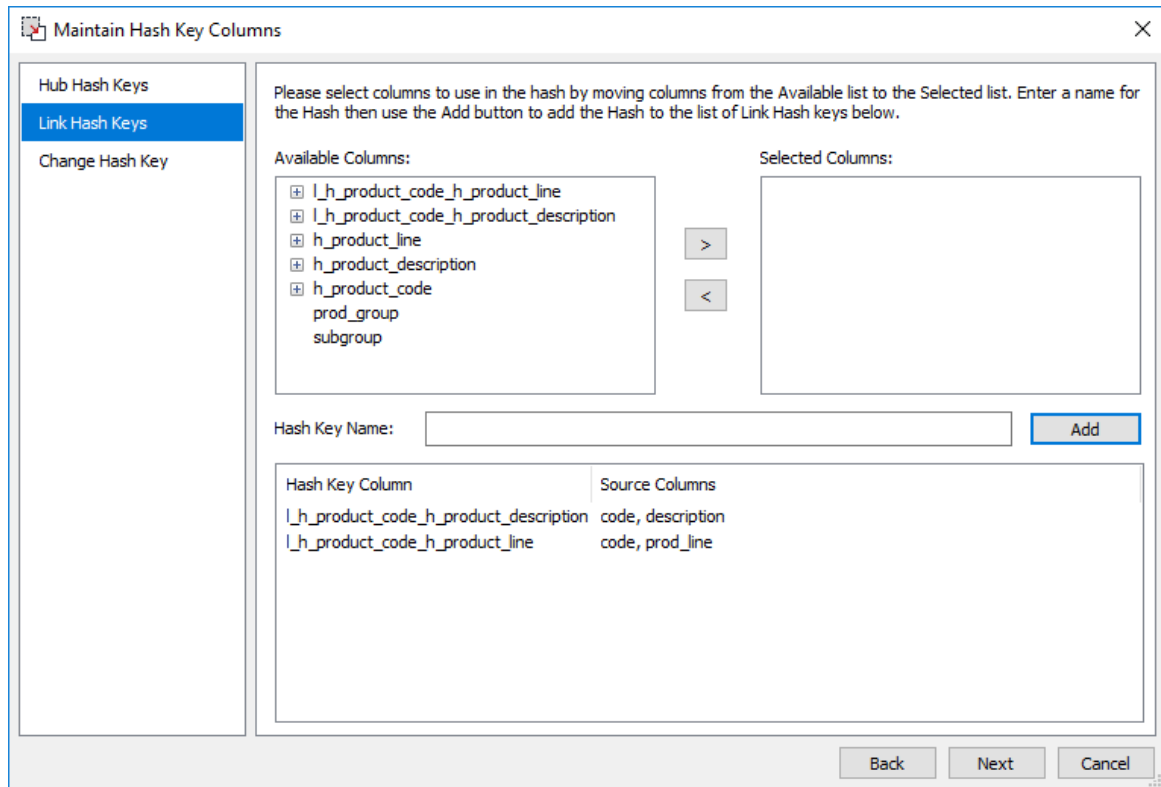 Maintain Hash Key Columns
Hub Hash Keys
Link Hash Keys
Change Hash Key
Please select columns to use in the hash by moving columns from the Available list to the Selected list. Enter a name for
the Hash then use the Add button to add the Hash to the list of Link Hash keys below.
Available Columns:
l_h_product_code_h_product_line
l_h_product_code_h_product_description
h_product_line
h_product_description
h_product_code
prod_group
subgroup
>
<
Selected Columns:
Hash Key Name:
Add
Hash Key Column Source Columns
l_h_product_code_h_product_description code, description
l_h_product_code_h_product_line code, prod_line
Back Next Cancel